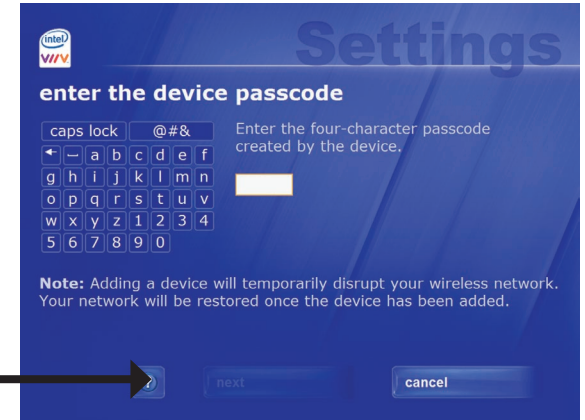 intel
VIIV
Settings
enter the device passcode
caps lock @#&
a b c d e f
g h i j k l m n
o p q r s t u v
w x y z 1 2 3 4
5 6 7 8 9 0
Enter the four-character passcode
created by the device.
Note: Adding a device will temporarily disrupt your wireless network.
Your network will be restored once the device has been added.
? next cancel